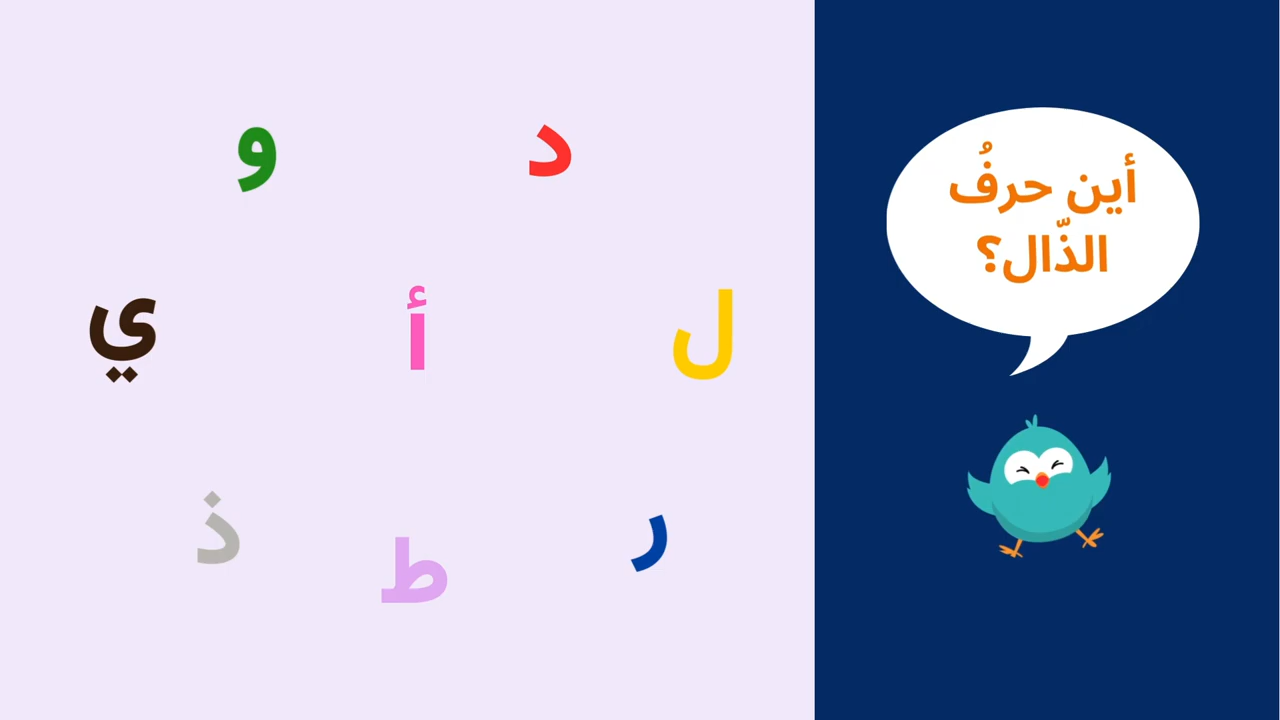 و
د
ي
أ
ل
ذ
ط
ر
أين حرفُ
الذّال؟